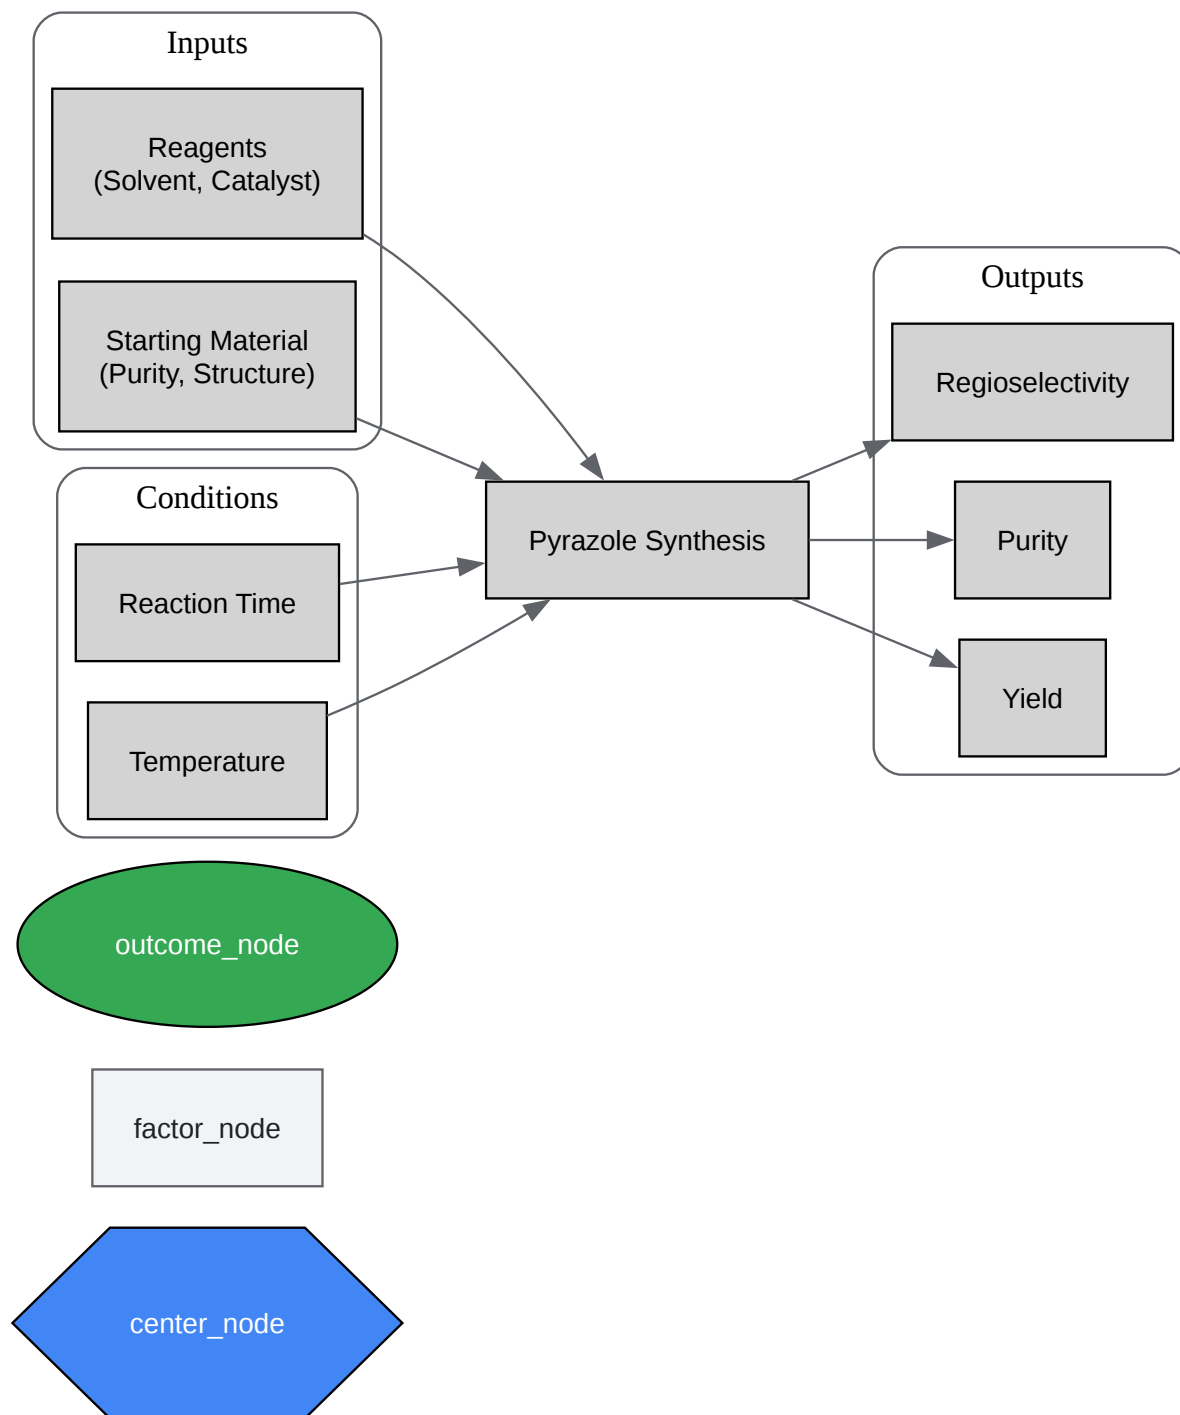 Inputs
Reagents
(Solvent, Catalyst)
Starting Material
(Purity, Structure)
Conditions
Reaction Time
Temperature
Pyrazole Synthesis
Outputs
Regioselectivity
Purity
Yield
outcome_node
factor_node
center_node